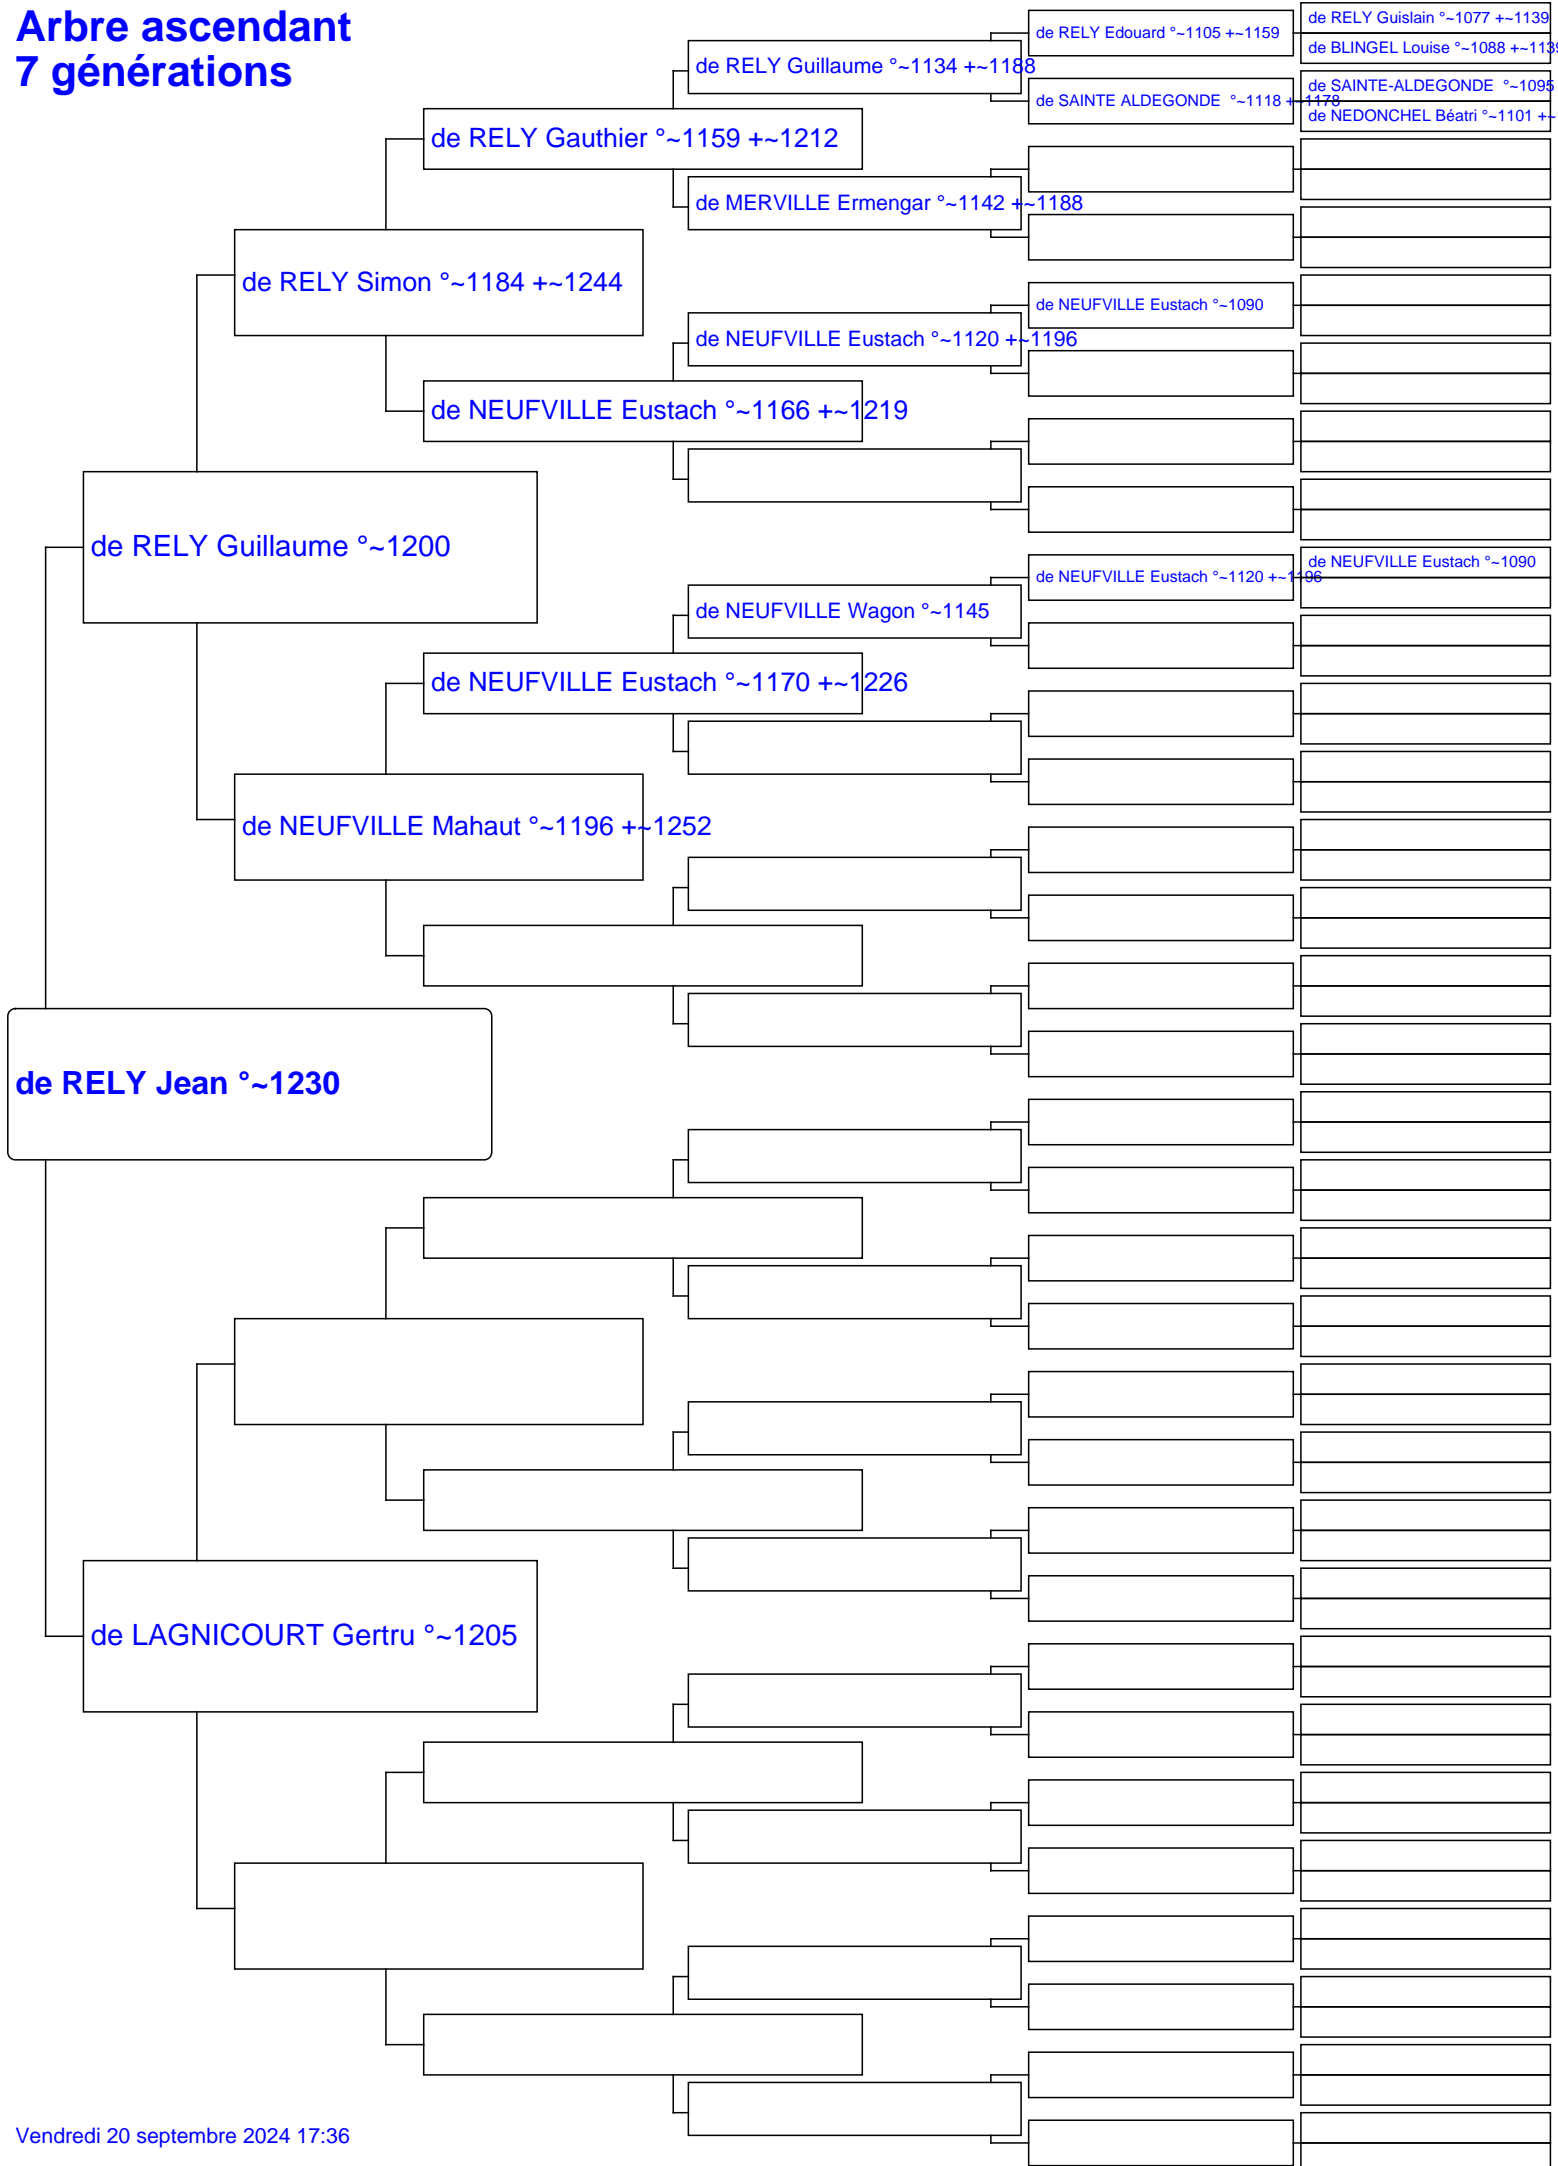 Arbre ascendant
7 générations
de RELY Guislain °~1077 +~1139
de RELY Edouard °~1105 +~1159
de BLINGEL Louise °~1088 +~1139
de RELY Guillaume °~1134 +~1188
de SAINTE-ALDEGONDE °~1095
de SAINTE ALDEGONDE °~1118 +~1178
de NEDONCHEL Béatri °~1101 +~
de RELY Gauthier °~1159 +~1212
de MERVILLE Ermengar °~1142 +~1188
de RELY Simon °~1184 +~1244
de NEUFVILLE Eustach °~1090
de NEUFVILLE Eustach °~1120 +~1196
de NEUFVILLE Eustach °~1166 +~1219
de RELY Guillaume °~1200
de NEUFVILLE Eustach °~1090
de NEUFVILLE Eustach °~1120 +~1196
de NEUFVILLE Wagon °~1145
de NEUFVILLE Eustach °~1170 +~1226
de NEUFVILLE Mahaut °~1196 +~1252
de RELY Jean °~1230
de LAGNICOURT Gertru °~1205
Vendredi 20 septembre 2024 17:36